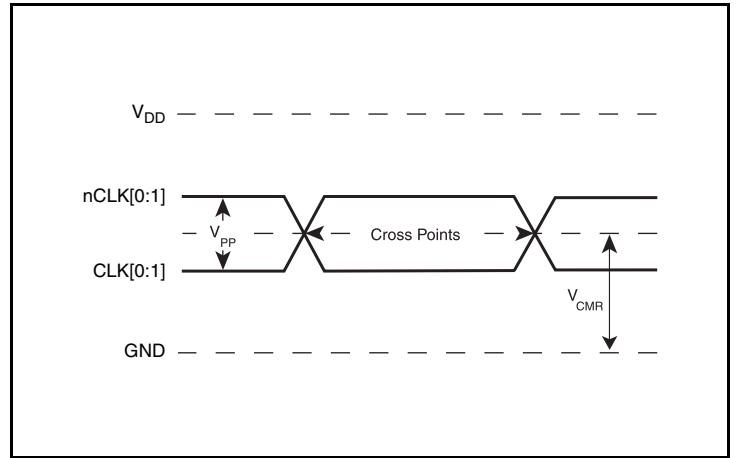 VDD
nCLK[0:1]
VPP
Cross Points
CLK[0:1]
VCMR
GND